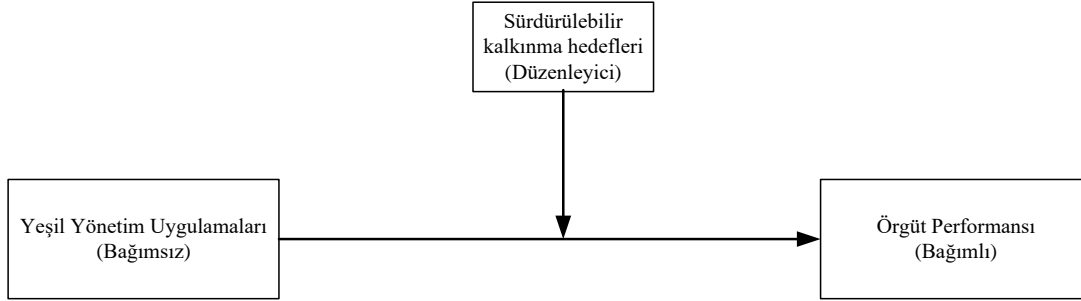 Sürdürülebilir
kalkınma hedefleri
(Düzenleyici)
Yeşil Yönetim Uygulamaları
(Bağımsız)
Örgüt Performansı
(Bağımlı)